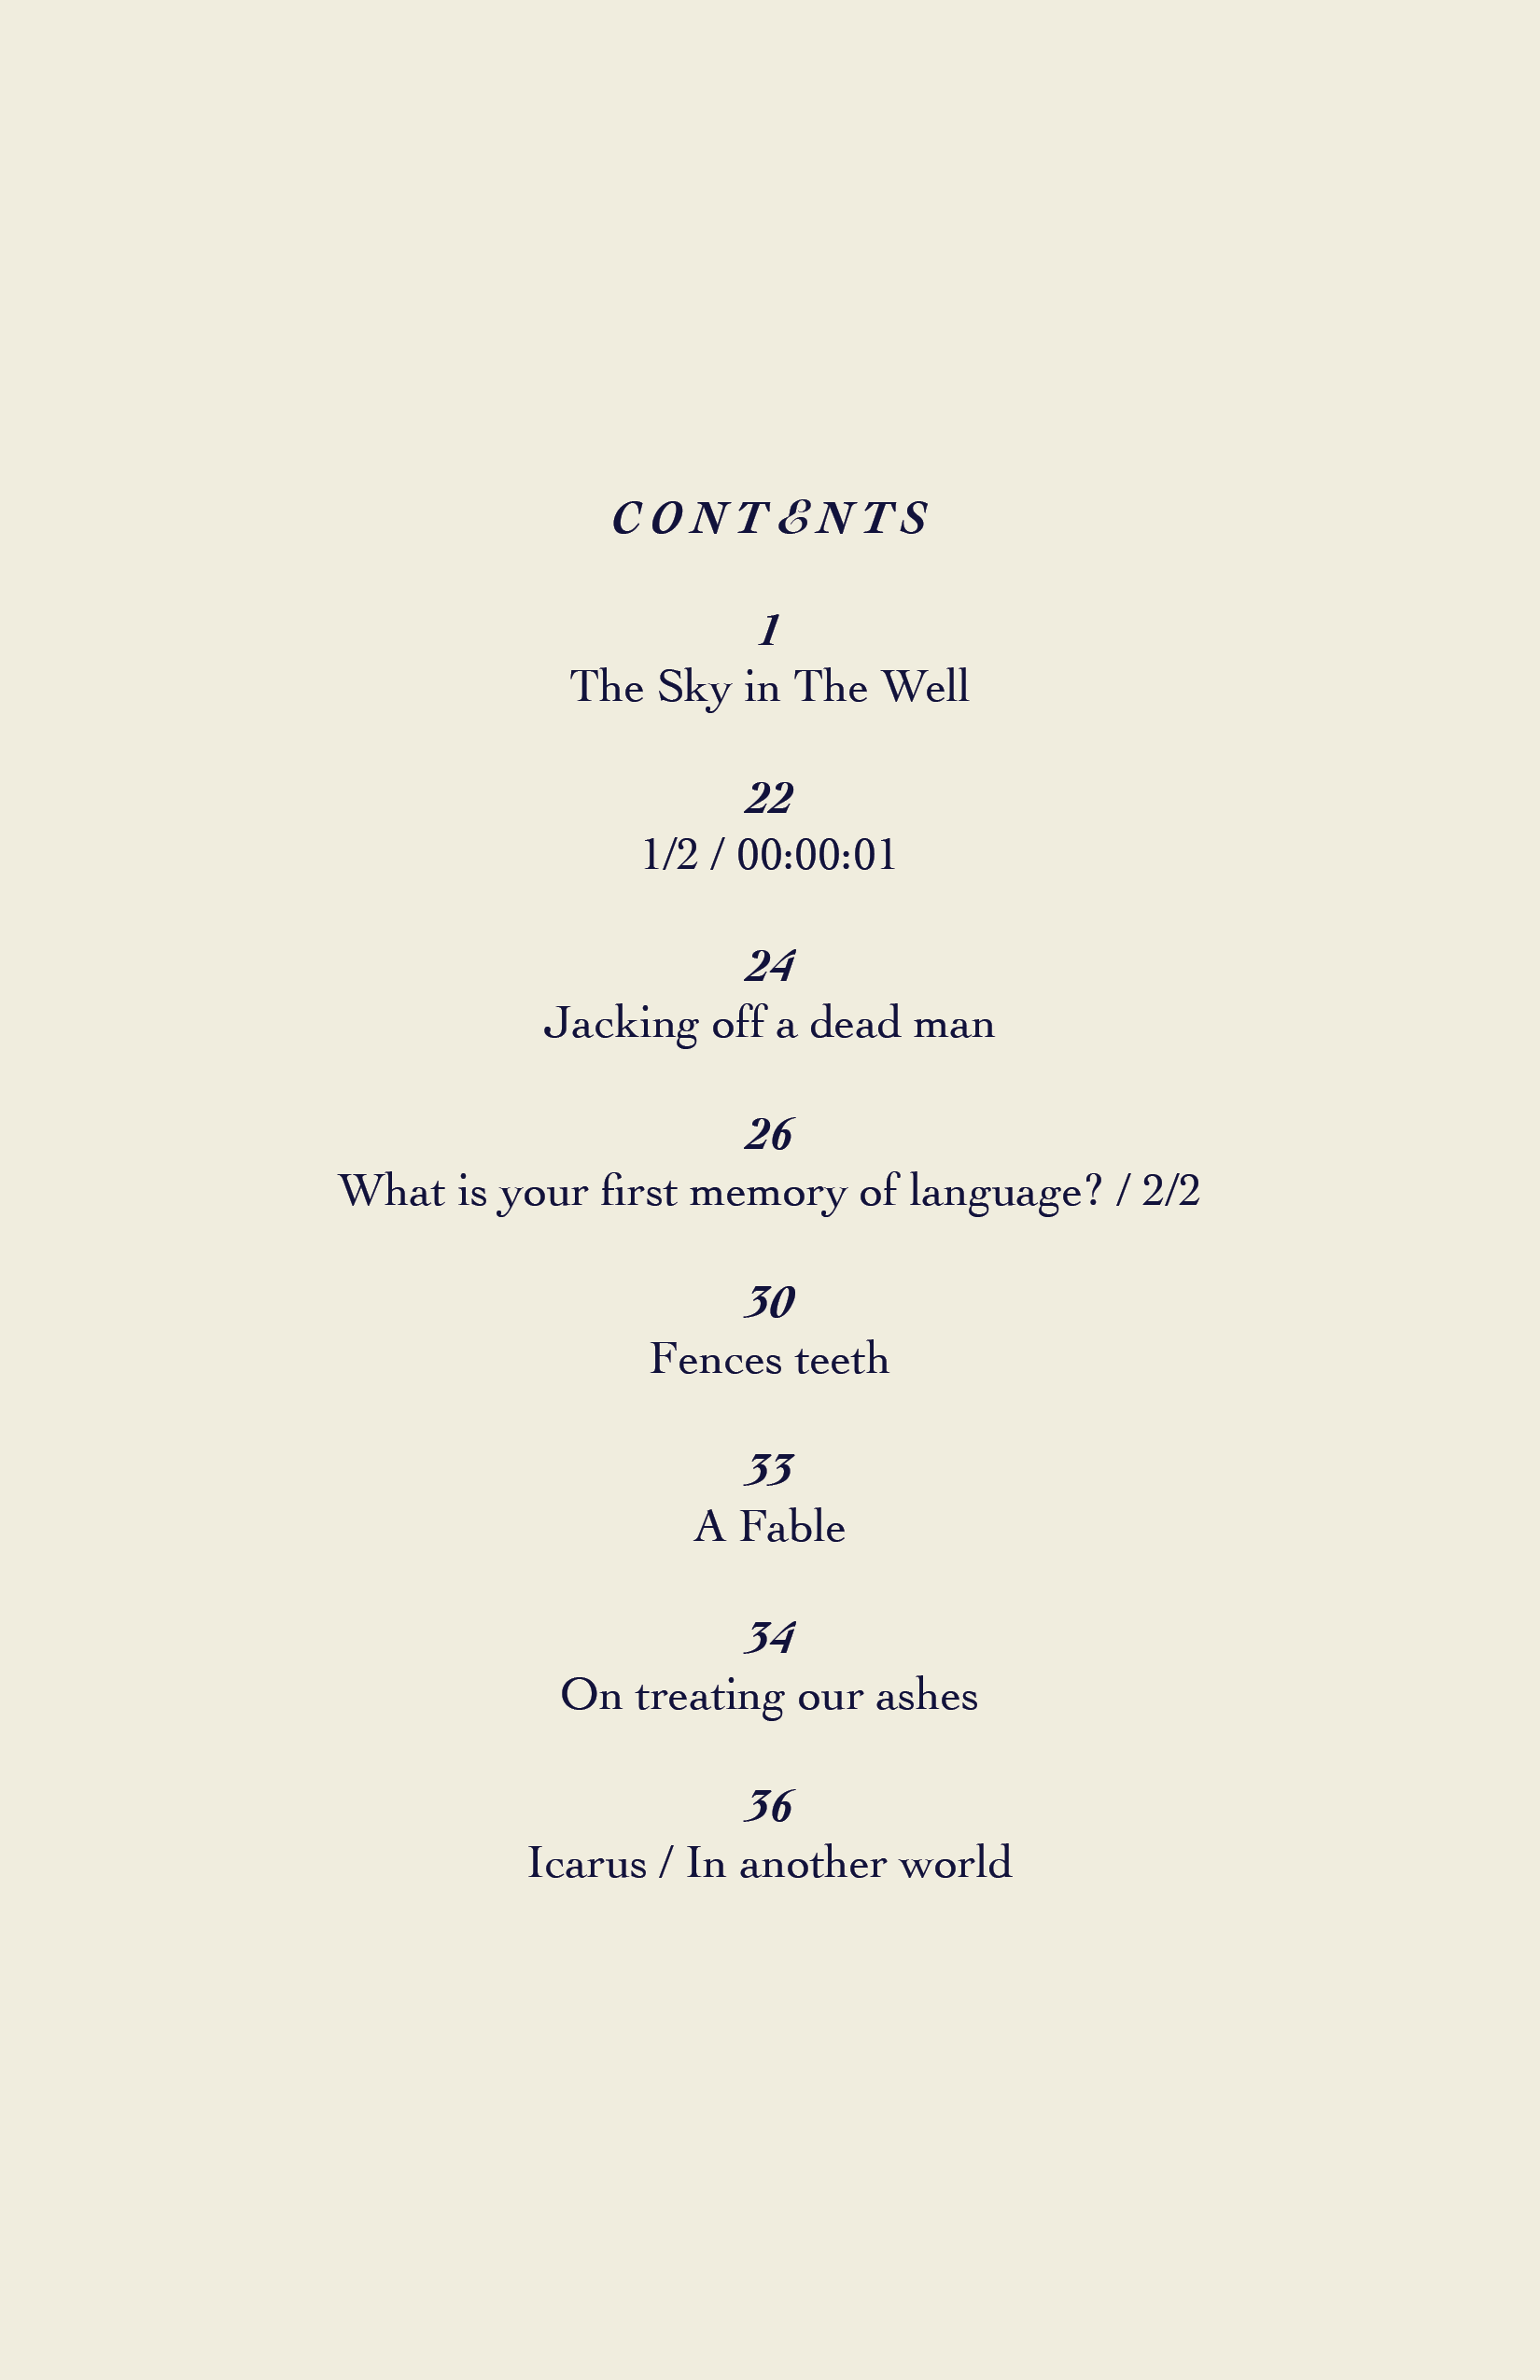 CONTENTS
1
The Sky in The Well
22
1/2 / 00:00:01
24
Jacking off a dead man
26
What is your first memory of language? / 2/2
30
Fences teeth
33
A Fable
34
On treating our ashes
36
Icarus / In another world